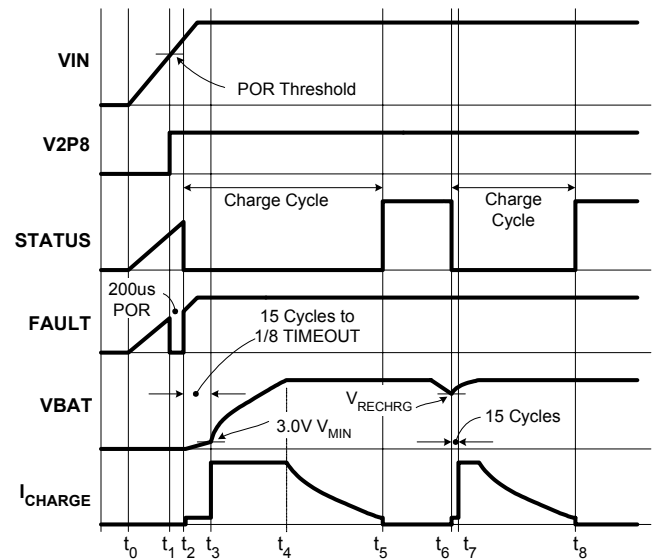 VIN
POR Threshold
V2P8
Charge Cycle
Charge
Cycle
STATUS
200us
POR
FAULT
15 Cycles to
1/8 TIMEOUT
VBAT
VRECHRG
3.0V VMIN
15 Cycles
ICHARGE
t0 t1 t2 t3 t4 t5 t6 t7 t8